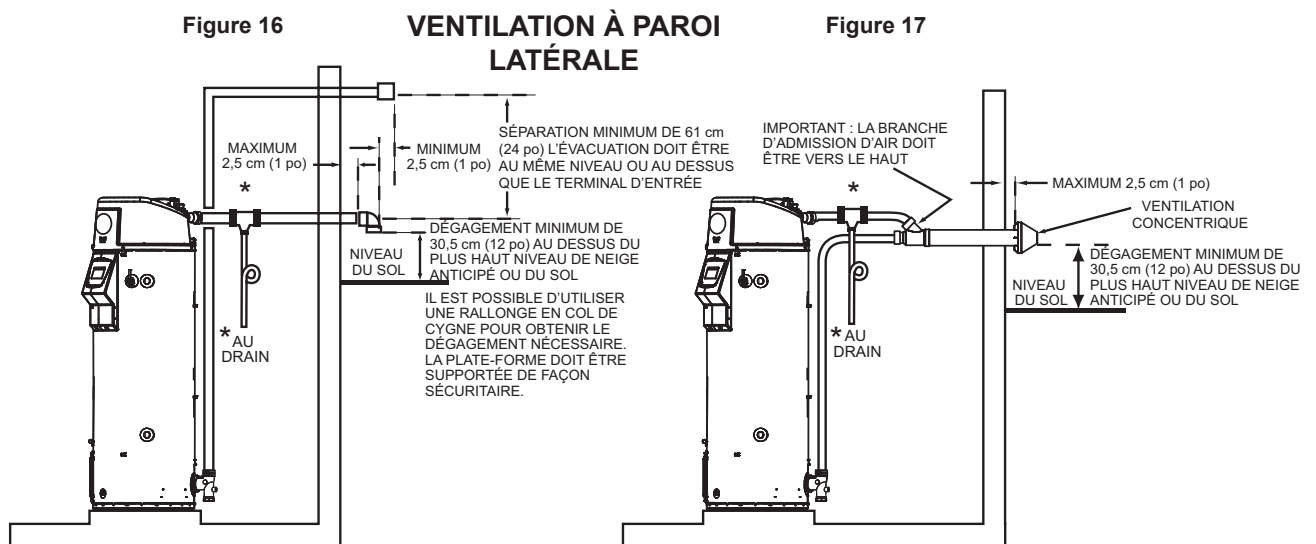 Figure 16
VENTILATION À PAROI
LATÉRALE
Figure 17
MAXIMUM
2,5 cm (1 po)
MINIMUM
2,5 cm (1 po)
SÉPARATION MINIMUM DE 61 cm
(24 po) L'ÉVACUATION DOIT ÊTRE
AU MÊME NIVEAU OU AU DESSUS
QUE LE TERMINAL D'ENTRÉE
*
NIVEAU
DU SOL
DÉGAGEMENT MINIMUM DE
30,5 cm (12 po) AU DESSUS DU
PLUS HAUT NIVEAU DE NEIGE
ANTICIPÉ OU DU SOL
IL EST POSSIBLE D'UTILISER
UNE RALLONGE EN COL DE
CYGNE POUR OBTENIR LE
DÉGAGEMENT NÉCESSAIRE.
LA PLATE-FORME DOIT ÊTRE
SUPPORTÉE DE FAÇON
SÉCURITAIRE.
* AU
DRAIN
IMPORTANT : LA BRANCHE
D'ADMISSION D'AIR DOIT
ÊTRE VERS LE HAUT
*
MAXIMUM 2,5 cm (1 po)
VENTILATION
CONCENTRIQUE
NIVEAU
DU SOL
DÉGAGEMENT MINIMUM DE
30,5 cm (12 po) AU DESSUS DU
PLUS HAUT NIVEAU DE NEIGE
ANTICIPÉ OU DU SOL
* AU
DRAIN